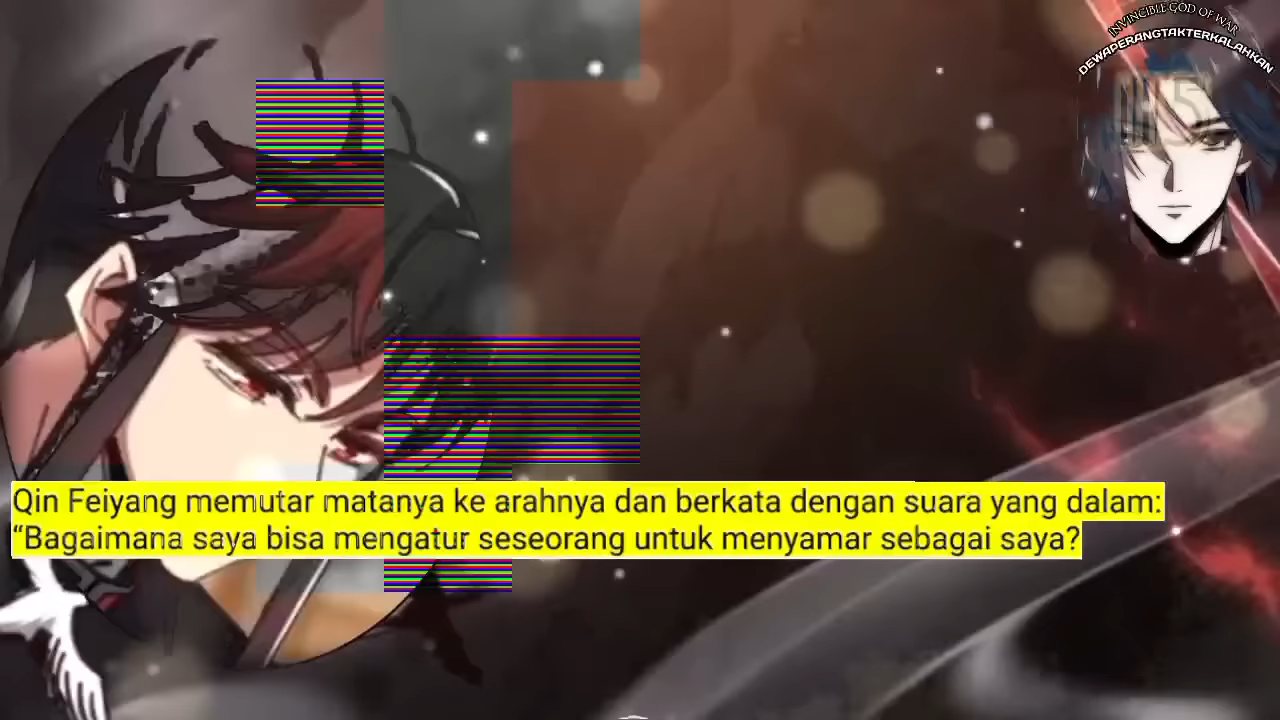 INVINCIBLE GOD OF WAR
DEWAPERANGTAKTERKALAHKAN
Qin Feiyang memutar matanya ke arahnya dan berkata dengan suara yang dalam:
“Bagaimana saya bisa mengatur seseorang untuk menyamar sebagai saya?